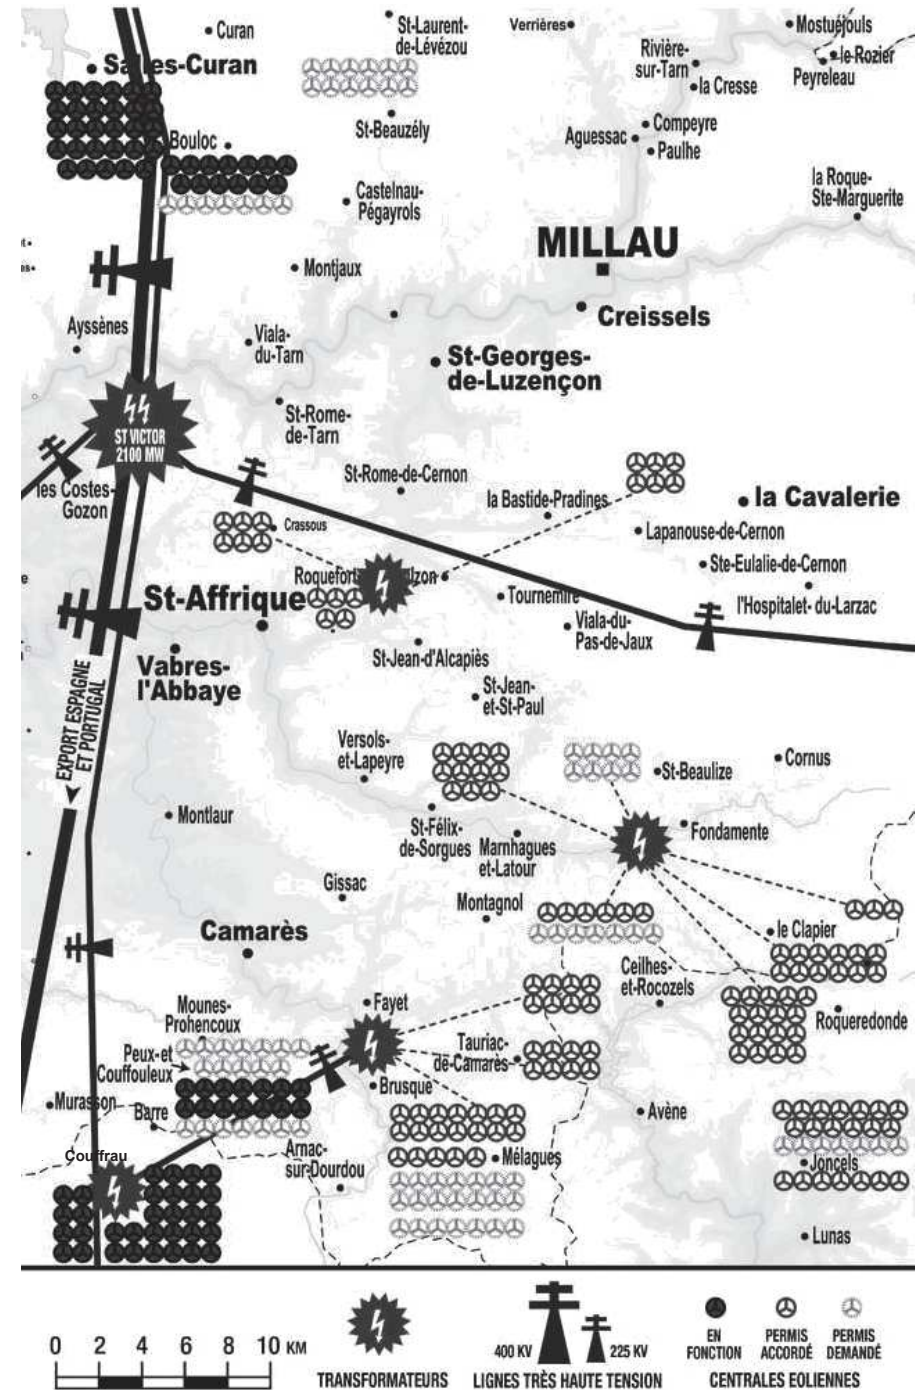 Curan
St-Laurent-
de-Lévézou
Verrières
Mostuéjouls
Rivière-
sur-Tarn
le Rozier
Peyreleau
Salles-Curan
la Cresse
St-Beauzély
Compeyre
Aguessac
Paulhe
Bouloc
Castelnau-
Pégayrols
la Roque-
Ste-Marguerite
MILLAU
Montjaux
Creissels
Ayssènes
Viala-
du-Tarn
St-Georges-
de-Luzençon
St-Rome-
de-Tarn
ST VICTOR
2100 MW
St-Rome-de-Cernon
les Costes-
Gozon
la Bastide-Pradines
la Cavalerie
Crassous
Lapanouse-de-Cernon
Ste-Eulalie-de-Cernon
St-Affrique
Tournemire
l'Hospitalet- du-Larzac
Viala-du-
Pas-de-Jaux
Vabres-
l'Abbaye
St-Jean-d'Alcapiès
St-Jean-
et-St-Paul
EXPORT ESPAGNE
ET PORTUGAL
Versols-
et-Lapeyre
St-Beaulize
Cornus
Montlaur
St-Félix-
de-Sorgues
Marnhagues
et-Latour
Fondamente
Gissac
Montagnol
Camarès
le Clapier
Ceilhes-
et-Rocozels
Mounes-
Prohencoux
Fayet
Roqueredonde
Peux-et
Couffouleux
Tauriac-
de-Camarès
Brusque
Murasson
Barre
Avène
Couffrau
Arnac-
sur-Dourdou
Mélagues
Joncels
Lunas
0 2 4 6 8 10 KM
TRANSFORMATEURS
400 KV
225 KV
LIGNES TRÈS HAUTE TENSION
EN
FONCTION
PERMIS
ACCORDÉ
PERMIS
DEMANDÉ
CENTRALES EOLIENNES